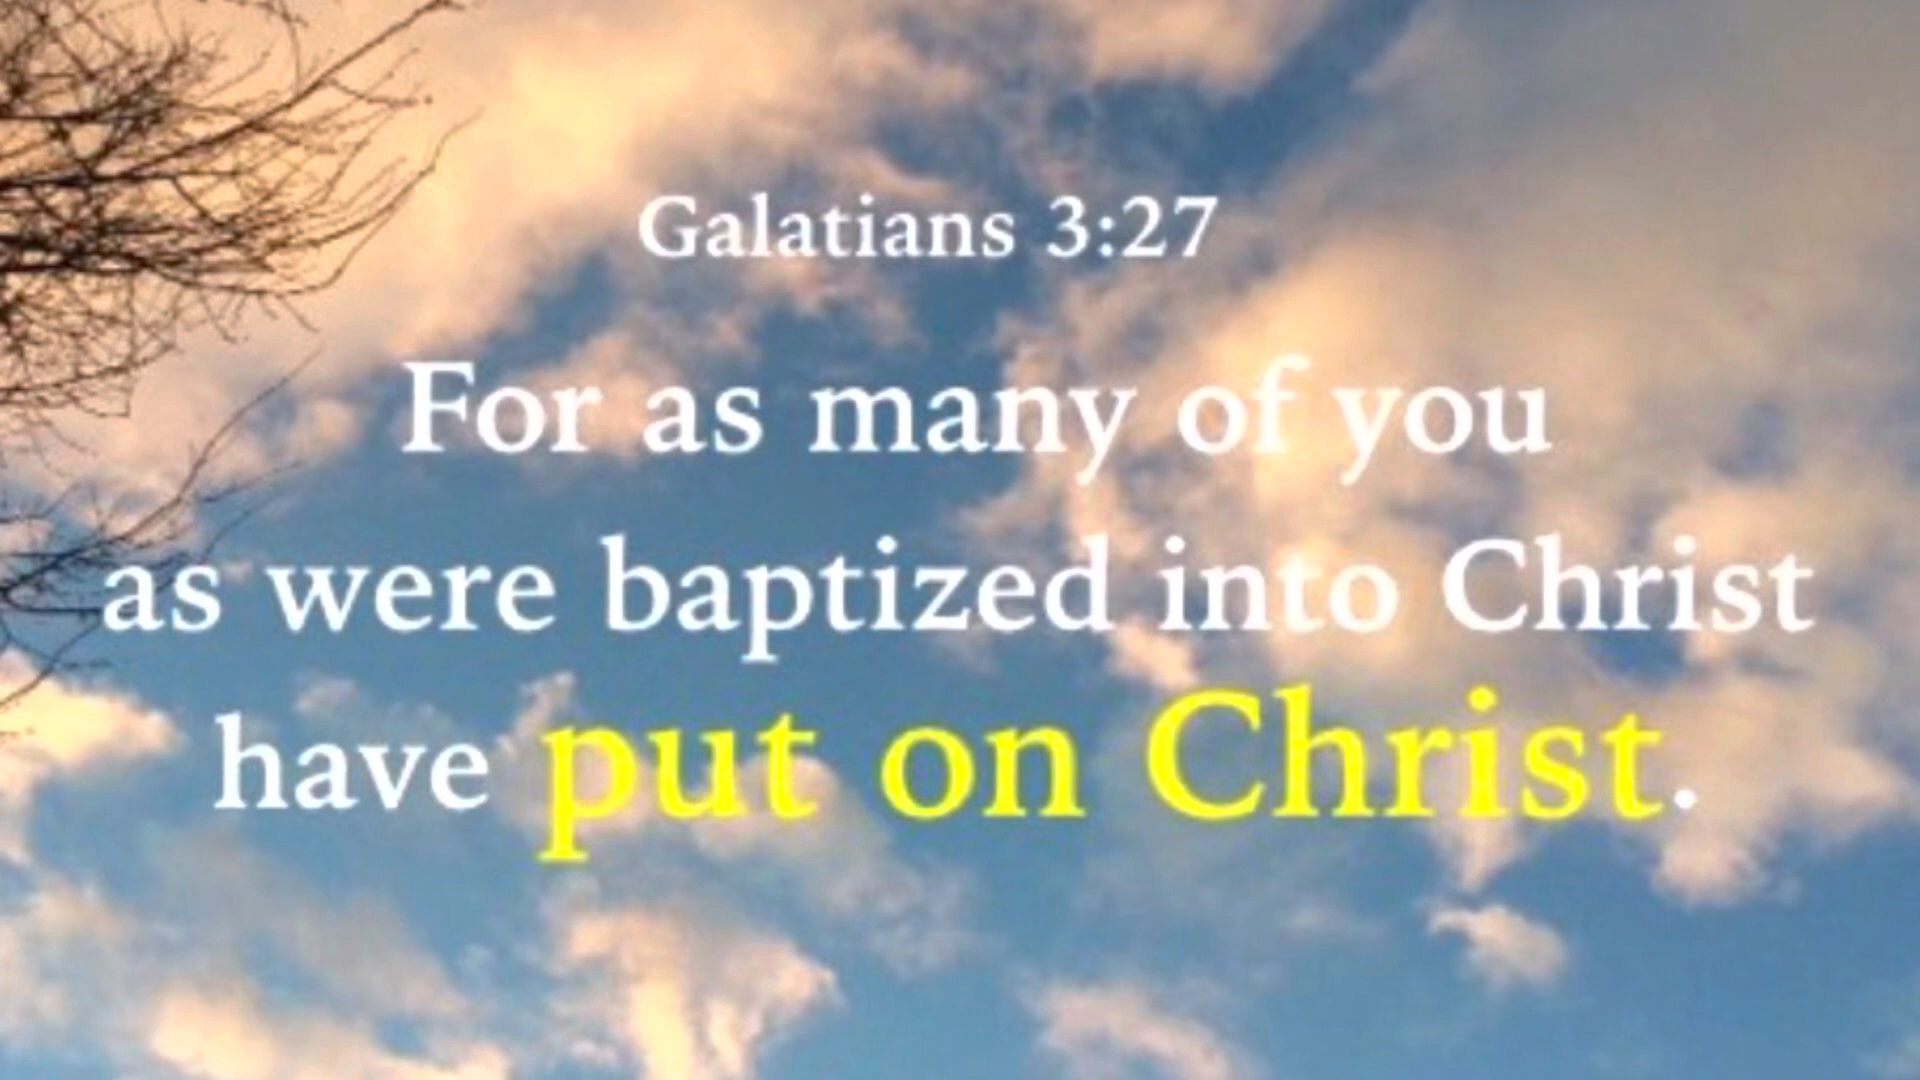 Galatians 3:27
For as many of you
as were baptized into Christ
have put on Christ.